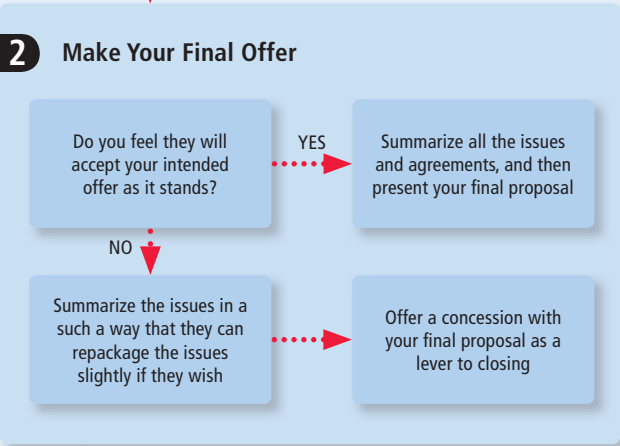 2
Make Your Final Offer
Do you feel they will
accept your intended
offer as it stands?
YES
Summarize all the issues
and agreements, and then
present your final proposal
NO
Summarize the issues in a
such a way that they can
repackage the issues
slightly if they wish
Offer a concession with
your final proposal as a
lever to closing